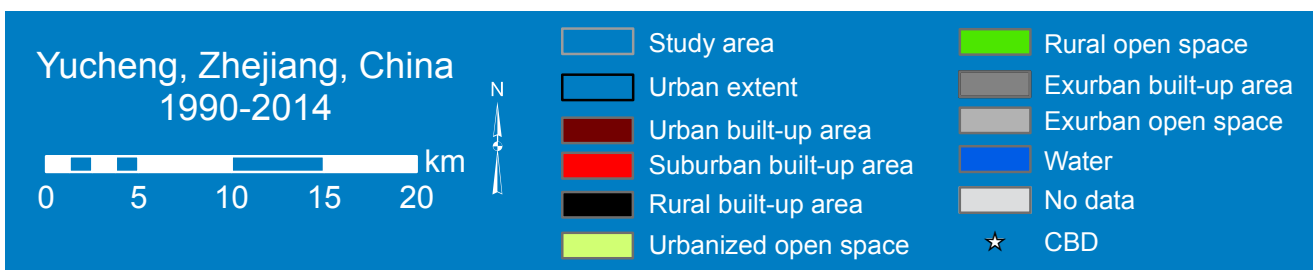 Yucheng, Zhejiang, China
1990-2014
N
km
0 5 10 15 20
Study area
Urban extent
Urban built-up area
Suburban built-up area
Rural built-up area
Urbanized open space
Rural open space
Exurban built-up area
Exurban open space
Water
No data
CBD